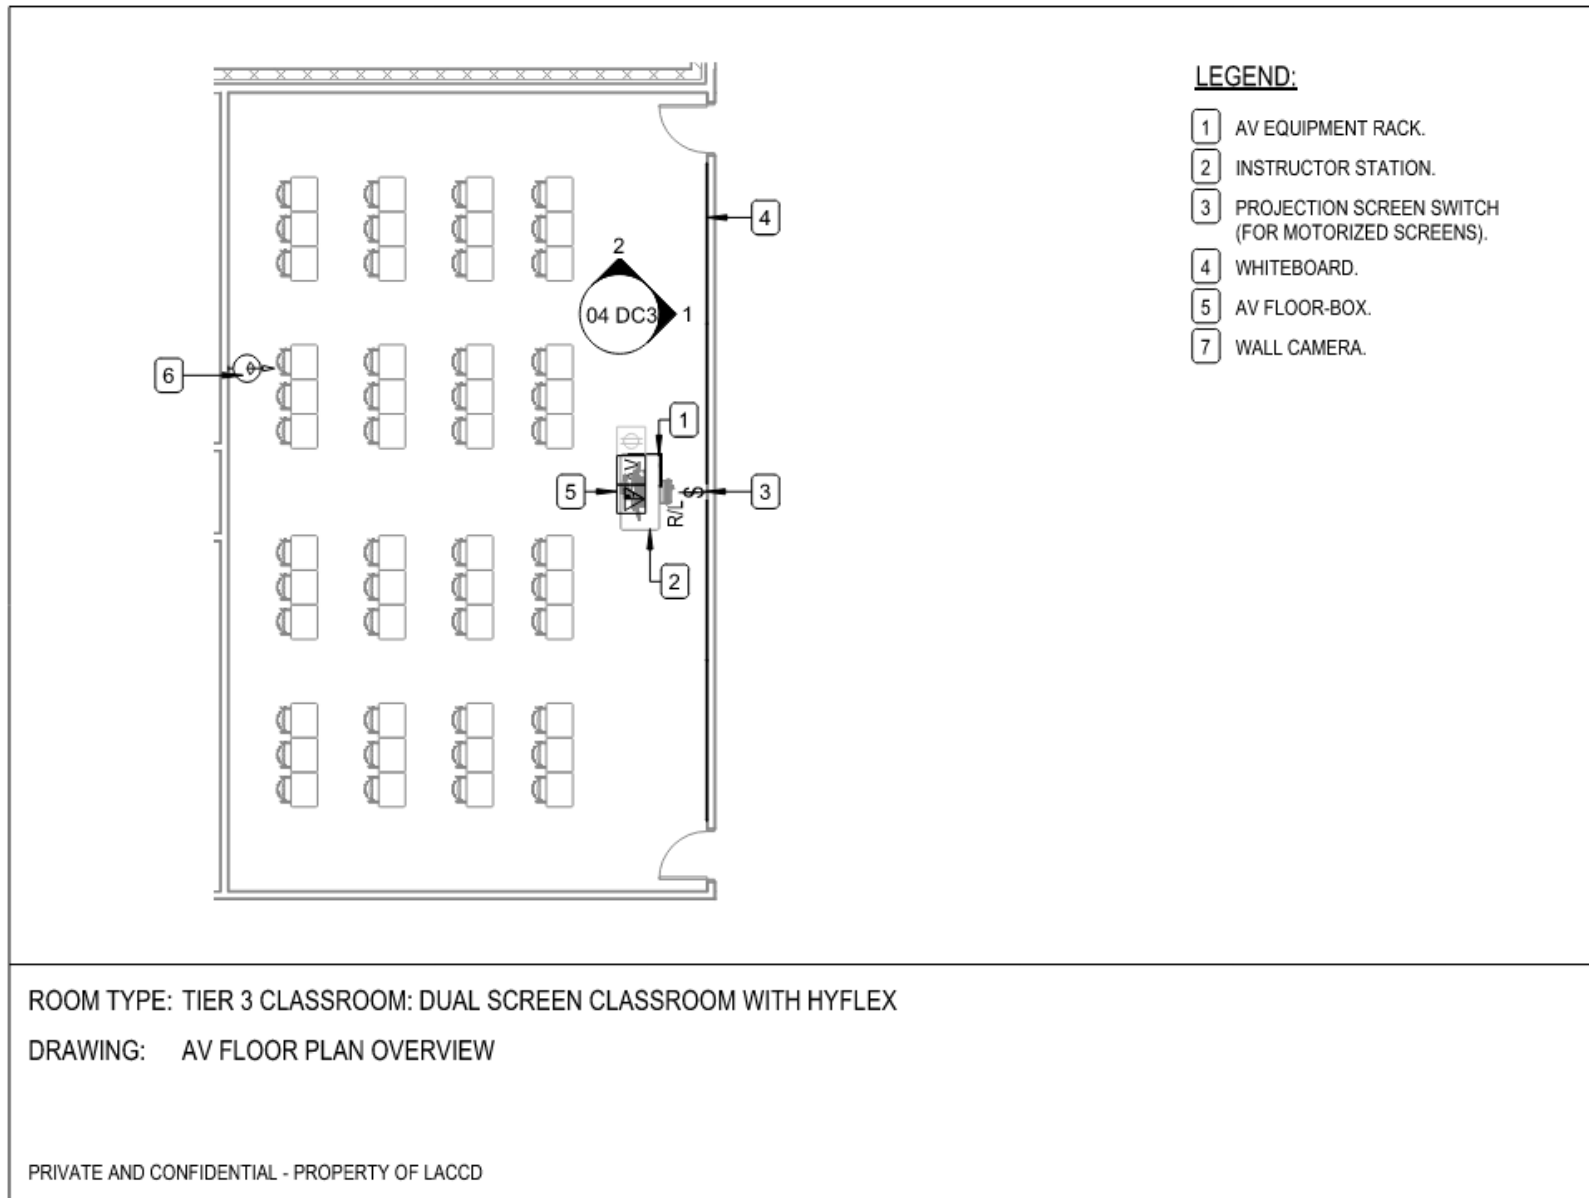 LEGEND:
1 AV EQUIPMENT RACK.
2 INSTRUCTOR STATION.
3 PROJECTION SCREEN SWITCH
(FOR MOTORIZED SCREENS).
4 WHITEBOARD.
5 AV FLOOR-BOX.
7 WALL CAMERA.
4
2
04 DC3 1
6
1
AV
5
R/L
$
3
2
ROOM TYPE: TIER 3 CLASSROOM: DUAL SCREEN CLASSROOM WITH HYFLEX
DRAWING: AV FLOOR PLAN OVERVIEW
PRIVATE AND CONFIDENTIAL - PROPERTY OF LACCD